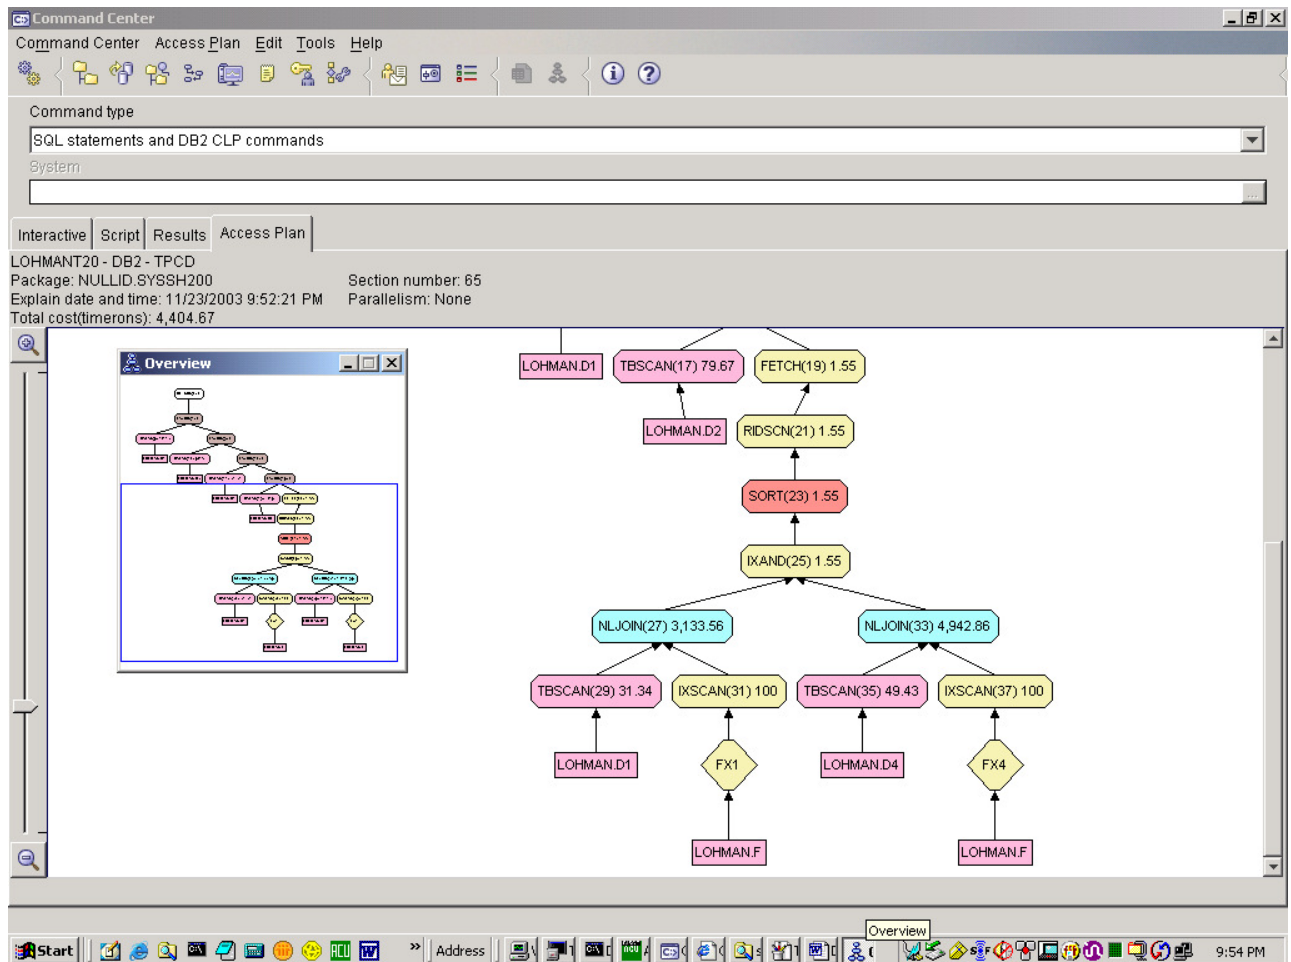 Command Center
Command Center Access Plan Edit Tools Help
Command type
SQL statements and DB2 CLP commands
System
...
Interactive Script Results Access Plan
LOHMANT20 - DB2 - TPCD
Package: NULLID.SYSSH200 Section number: 65
Explain date and time: 11/23/2003 9:52:21 PM Parallelism: None
Total cost(timerons): 4,404.67
Overview
LOHMAN.D1 TBSCAN(17) 79.67 FETCH(19) 1.55
LOHMAN.D2 RIDSCN(21) 1.55
SORT(23) 1.55
IXAND(25) 1.55
NLJOIN(27) 3,133.56 NLJOIN(33) 4,942.86
TBSCAN(29) 31.34 IXSCAN(31) 100 TBSCAN(35) 49.43 IXSCAN(37) 100
LOHMAN.D1 FX1 LOHMAN.D4 FX4
LOHMAN.F LOHMAN.F
Overview
Start ACU W » Address 9:54 PM